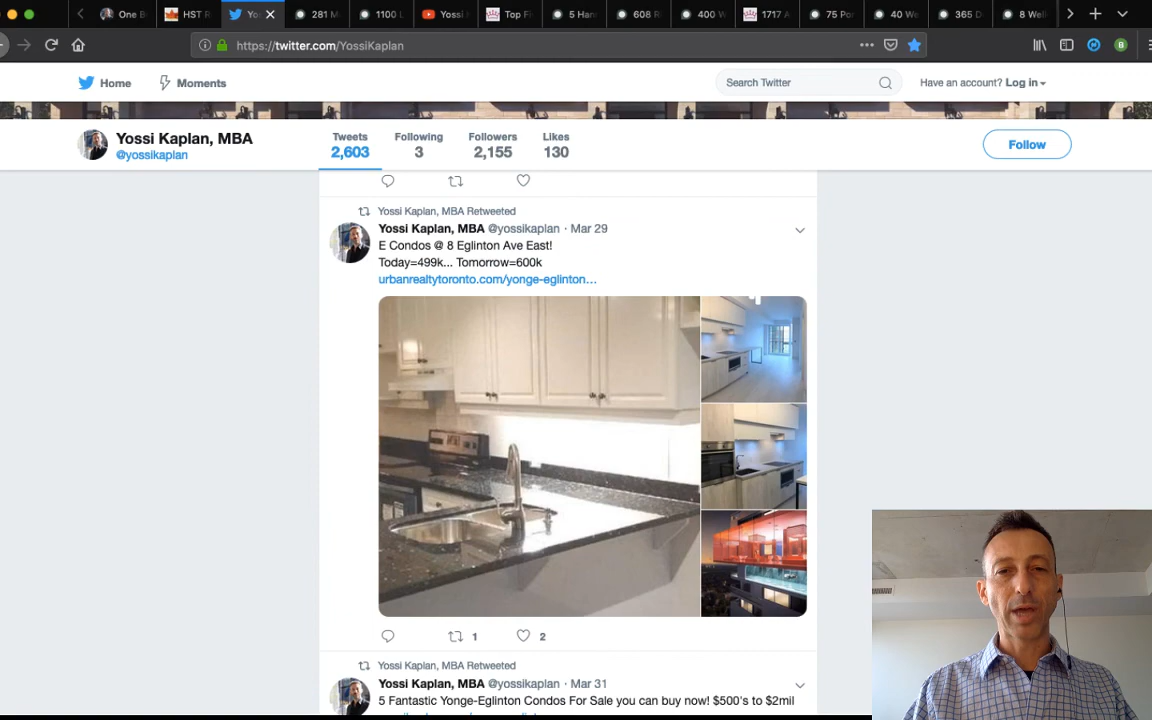 One B
HST R
Yo
281 M
1100 L
Yossi
Top F
5 Han
608 R
400 W
1717 A
75 Po
40 We
365 D
8 Well
https://twitter.com/YossiKaplan
B
Home
Moments
Search Twitter
Have an account? Log in
Yossi Kaplan, MBA
@yossikaplan
Tweets
2,603
Following
3
Followers
2,155
Likes
130
Follow
Yossi Kaplan, MBA Retweeted
Yossi Kaplan, MBA @yossikaplan · Mar 29
E Condos @ 8 Eglinton Ave East!
Today=499k... Tomorrow=600k
urbanrealtytoronto.com/yonge-eglinton…
1
2
Yossi Kaplan, MBA Retweeted
Yossi Kaplan, MBA @yossikaplan · Mar 31
5 Fantastic Yonge-Eglinton Condos For Sale you can buy now! $500's to $2mil